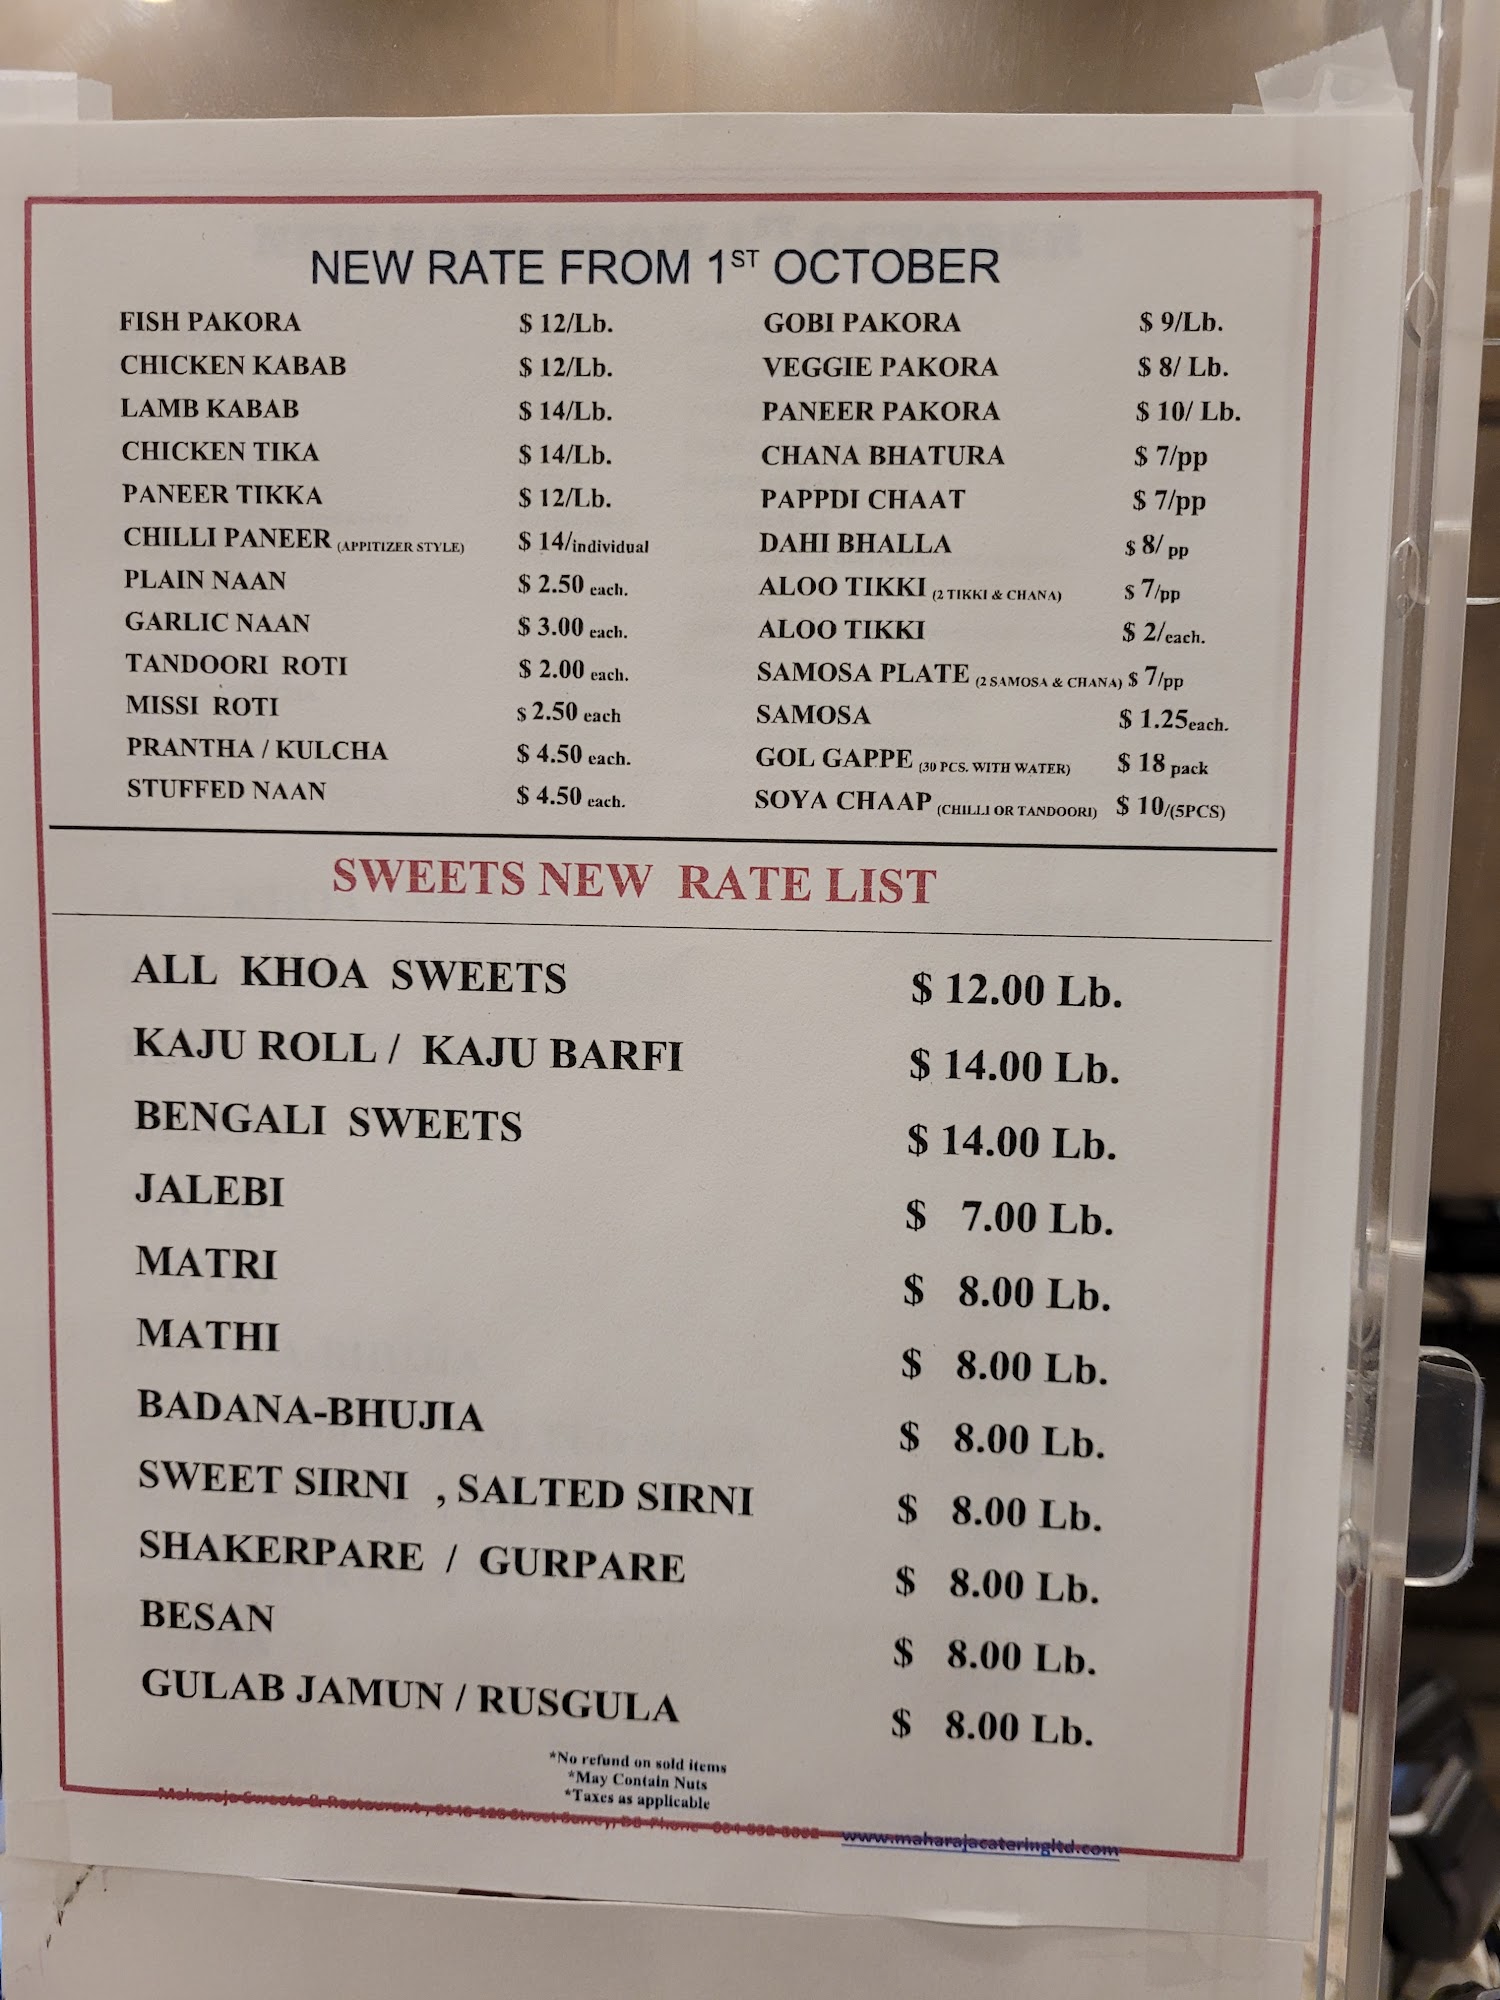 NEW RATE FROM 1ST OCTOBER
FISH PAKORA $ 12/Lb.
CHICKEN KABAB $ 12/Lb.
LAMB KABAB $ 14/Lb.
CHICKEN TIKA $ 14/Lb.
PANEER TIKKA $ 12/Lb.
CHILLI PANEER (APPITIZER STYLE) $ 14/individual
PLAIN NAAN $ 2.50 each.
GARLIC NAAN $ 3.00 each.
TANDOORI ROTI $ 2.00 each.
MISSI ROTI $ 2.50 each
PRANTHA / KULCHA $ 4.50 each.
STUFFED NAAN $ 4.50 each.
GOBI PAKORA $ 9/Lb.
VEGGIE PAKORA $ 8/ Lb.
PANEER PAKORA $ 10/ Lb.
CHANA BHATURA $ 7/pp
PAPPDI CHAAT $ 7/pp
DAHI BHALLA $ 8/ pp
ALOO TIKKI (2 TIKKI & CHANA) $ 7/pp
ALOO TIKKI $ 2/each.
SAMOSA PLATE (2 SAMOSA & CHANA) $ 7/pp
SAMOSA $ 1.25each.
GOL GAPPE (30 PCS. WITH WATER) $ 18 pack
SOYA CHAAP (CHILLI OR TANDOORI) $ 10/(5PCS)
SWEETS NEW RATE LIST
ALL KHOA SWEETS $ 12.00 Lb.
KAJU ROLL / KAJU BARFI $ 14.00 Lb.
BENGALI SWEETS $ 14.00 Lb.
JALEBI $ 7.00 Lb.
MATRI $ 8.00 Lb.
MATHI $ 8.00 Lb.
BADANA-BHUJIA $ 8.00 Lb.
SWEET SIRNI , SALTED SIRNI $ 8.00 Lb.
SHAKERPARE / GURPARE $ 8.00 Lb.
BESAN $ 8.00 Lb.
GULAB JAMUN / RUSGULA $ 8.00 Lb.
*No refund on sold items
*May Contain Nuts
*Taxes as applicable
Maharaja Sweets & Restaurant, Street Surrey, Phone www.maharajacateringltd.com